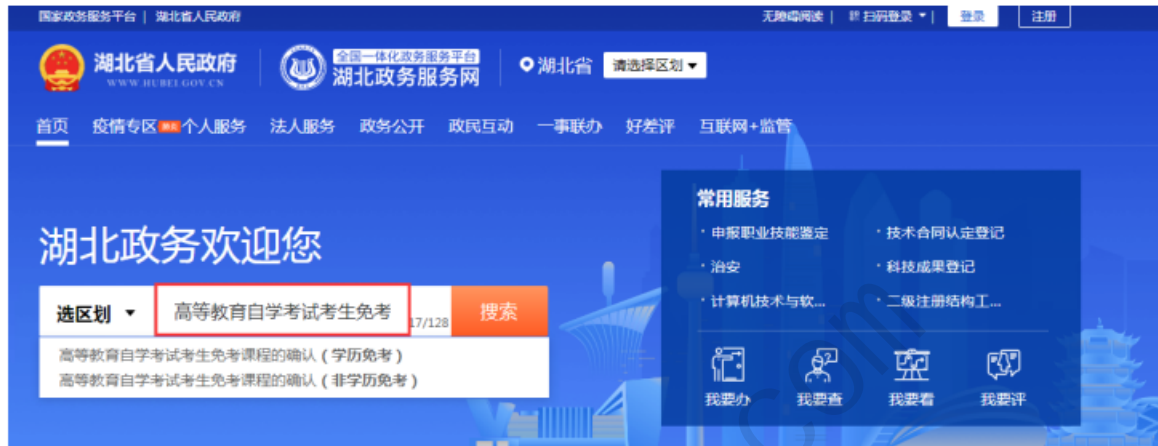 国家政务服务平台 | 湖北省人民政府
无障碍阅读 | 扫码登录 | 登录 注册
湖北省人民政府
WWW.HUBEI.GOV.CN
全国一体化政务服务平台
湖北政务服务网
湖北省 请选择区划
首页 疫情专区 个人服务 法人服务 政务公开 政民互动 一事联办 好差评 互联网+监管
湖北政务欢迎您
选区划 高等教育自学考试考生免考 17/128 搜索
高等教育自学考试考生免考课程的确认(学历免考)
高等教育自学考试考生免考课程的确认(非学历免考)
常用服务
· 申报职业技能鉴定 · 技术合同认定登记
· 治安 · 科技成果登记
· 计算机技术与软... · 二级注册结构工...
我要办 我要查 我要看 我要评
com